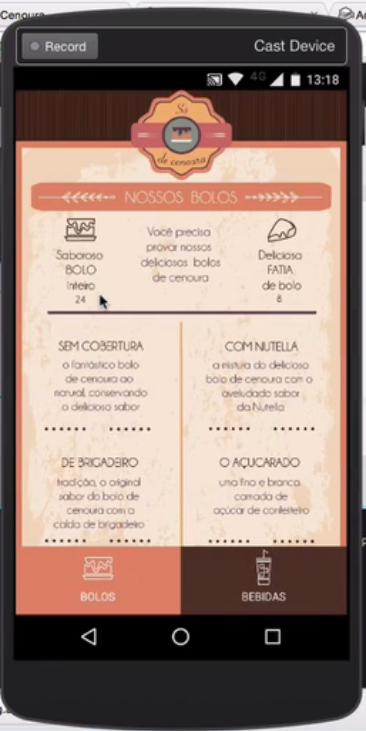 Cenoura
Record
Cast Device
4G
13:18
Só
de cenoura
NOSSOS BOLOS
Saboroso
BOLO
Inteiro
24
Você precisa
provar nossos
deliciosos bolos
de cenoura
Deliciosa
FATIA
de bolo
8
SEM COBERTURA
o fantástico bolo
de cenoura ao
natural, conservando
o delicioso sabor
COM NUTELLA
a mistura do delicioso
bolo de cenoura com o
aveludado sabor
da Nutella
DE BRIGADEIRO
tradição, o original
sabor do bolo de
cenoura com a
calda de brigadeiro
O AÇUCARADO
uma fina e branca
camada de
açúcar de confeiteiro
BOLOS
BEBIDAS